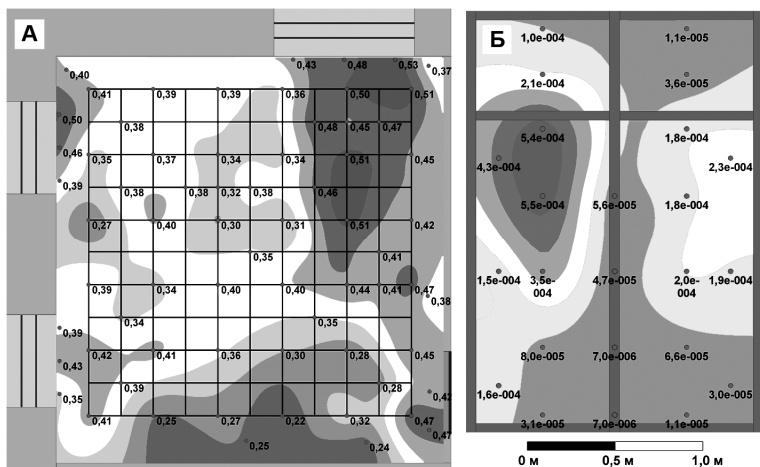 А
0,43 0,48 0,53
0,40 0,37
0,41 0,39 0,39 0,36 0,50 0,51
0,50 0,38 0,48 0,45 0,47
0,46 0,35 0,37 0,34 0,34 0,51 0,45
0,39 0,38 0,38 0,32 0,38 0,46
0,27 0,40 0,30 0,31 0,51 0,42
0,35 0,41
0,39 0,34 0,40 0,40 0,44 0,41 0,47
0,38
0,39 0,34 0,35
0,42 0,41 0,36 0,30 0,28 0,45
0,43
0,39 0,28
0,35
0,41 0,25 0,27 0,22 0,32 0,47
0,47
0,25 0,24
Б
1,0e-004 1,1e-005
2,1e-004 3,6e-005
5,4e-004 1,8e-004
4,3e-004 2,3e-004
5,5e-004 5,6e-005 1,8e-004
1,5e-004 3,5e-004 4,7e-005 2,0e-004 1,9e-004
8,0e-005 7,0e-006 6,6e-005
1,6e-004 3,0e-005
3,1e-005 7,0e-006 1,1e-005
0 м 0,5 м 1,0 м